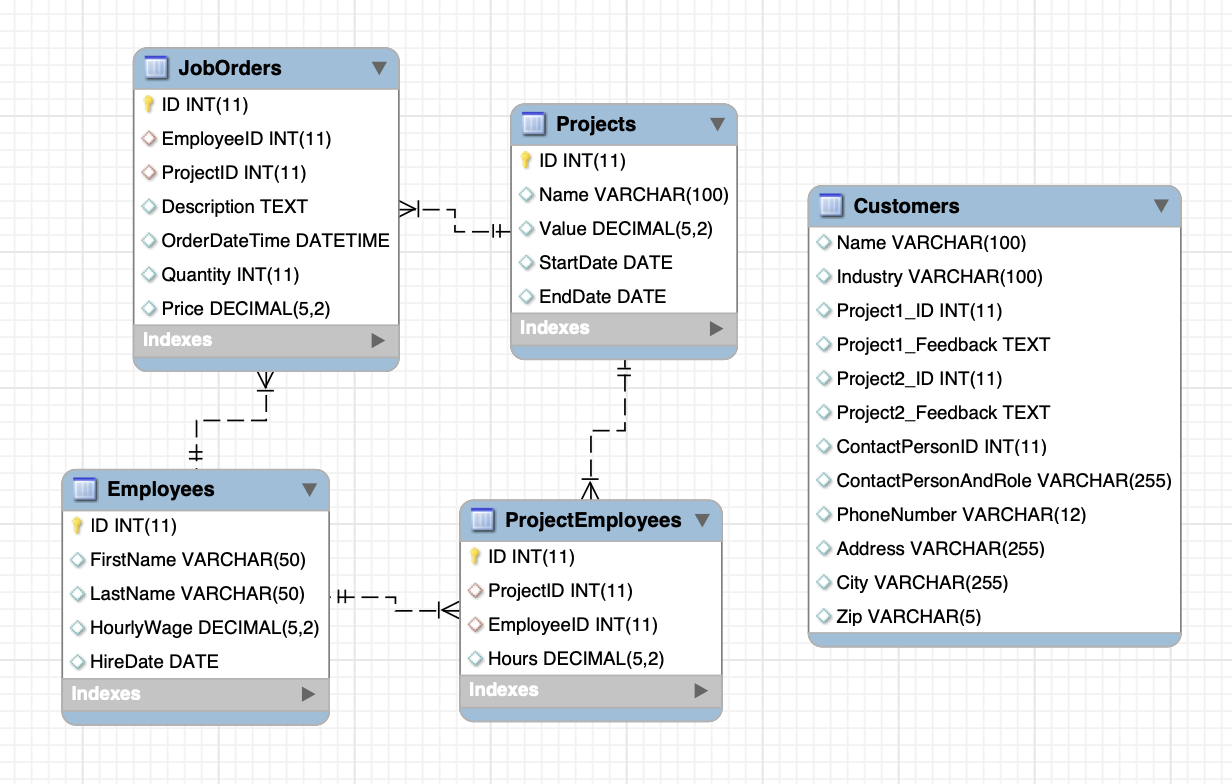 JobOrders
ID INT(11)
EmployeeID INT(11)
ProjectID INT(11)
Description TEXT
OrderDateTime DATETIME
Quantity INT(11)
Price DECIMAL(5,2)
Indexes
Projects
ID INT(11)
Name VARCHAR(100)
Value DECIMAL(5,2)
StartDate DATE
EndDate DATE
Indexes
Customers
Name VARCHAR(100)
Industry VARCHAR(100)
Project1_ID INT(11)
Project1_Feedback TEXT
Project2_ID INT(11)
Project2_Feedback TEXT
ContactPersonID INT(11)
ContactPersonAndRole VARCHAR(255)
PhoneNumber VARCHAR(12)
Address VARCHAR(255)
City VARCHAR(255)
Zip VARCHAR(5)
Employees
ID INT(11)
FirstName VARCHAR(50)
LastName VARCHAR(50)
HourlyWage DECIMAL(5,2)
HireDate DATE
Indexes
ProjectEmployees
ID INT(11)
ProjectID INT(11)
EmployeeID INT(11)
Hours DECIMAL(5,2)
Indexes